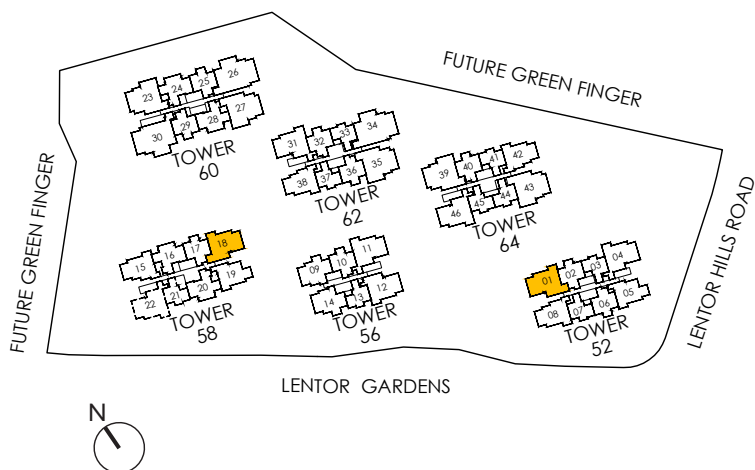 FUTURE GREEN FINGER
23 24 25 26
30 29 28 27
TOWER
60
31 32 33 34
38 37 36 35
TOWER
62
39 40 41 42
46 45 44 43
TOWER
64
FUTURE GREEN FINGER
15 16 17 18
22 21 20 19
TOWER
58
09 10 11
14 13 12
TOWER
56
01 02 03 04
08 07 06 05
TOWER
52
LENTOR HILLS ROAD
LENTOR GARDENS
N